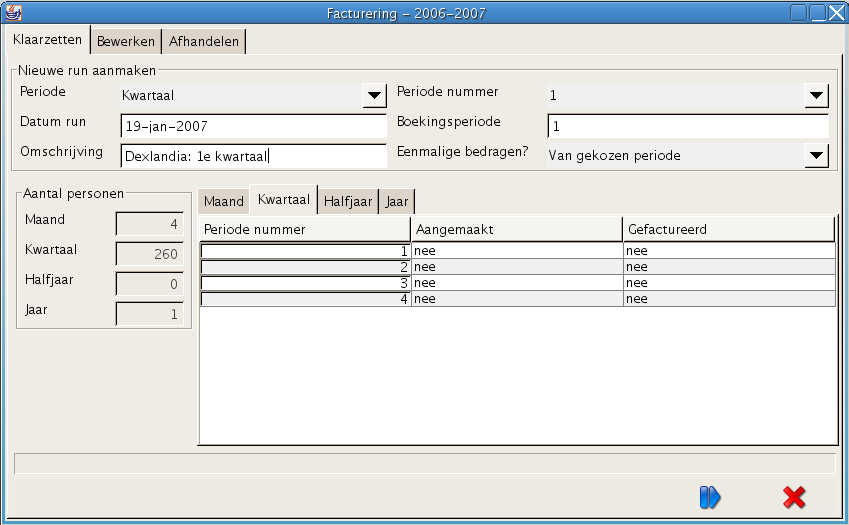 Facturering - 2006-2007
Klaarzetten Bewerken Afhandelen
Nieuwe run aanmaken
Periode Kwartaal Periode nummer 1
Datum run 19-jan-2007 Boekingsperiode 1
Omschrijving Dexlandia: 1e kwartaal Eenmalige bedragen? Van gekozen periode
Aantal personen
Maand 4
Kwartaal 260
Halfjaar 0
Jaar 1
Maand Kwartaal Halfjaar Jaar
Periode nummer Aangemaakt Gefactureerd
1 nee nee
2 nee nee
3 nee nee
4 nee nee